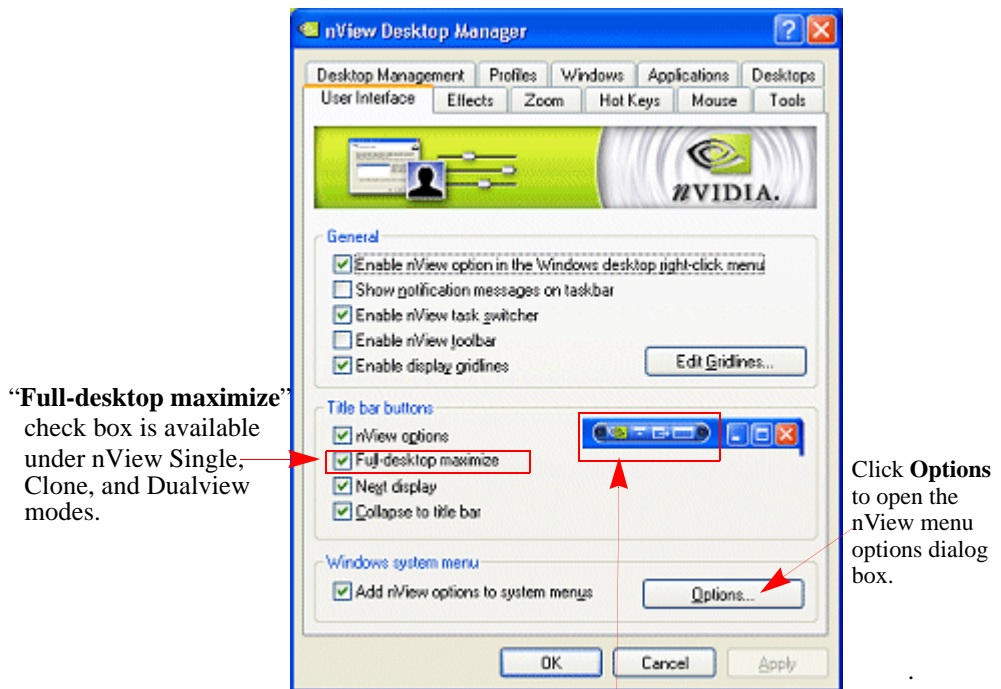 nView Desktop Manager
Desktop Management Profiles Windows Applications Desktops
User Interface Effects Zoom Hot Keys Mouse Tools
nVIDIA.
General
Enable nView option in the Windows desktop right-click menu
Show notification messages on taskbar
Enable nView task switcher
Enable nView toolbar
Enable display gridlines
Edit Gridlines...
“Full-desktop maximize”
check box is available
under nView Single,
Clone, and Dualview
modes.
Title bar buttons
nView options
Full-desktop maximize
Next display
Collapse to title bar
Click Options
to open the
nView menu
options dialog
box.
Windows system menu
Add nView options to system menus
Options...
OK Cancel Apply
.